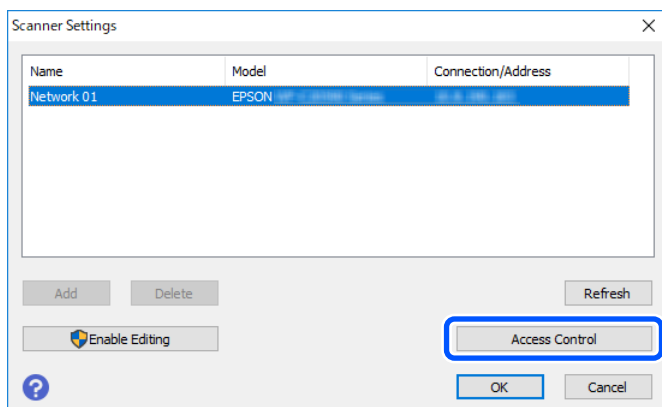 Scanner Settings
Name Model Connection/Address
Network 01 EPSON
Add Delete Refresh
Enable Editing Access Control
? OK Cancel